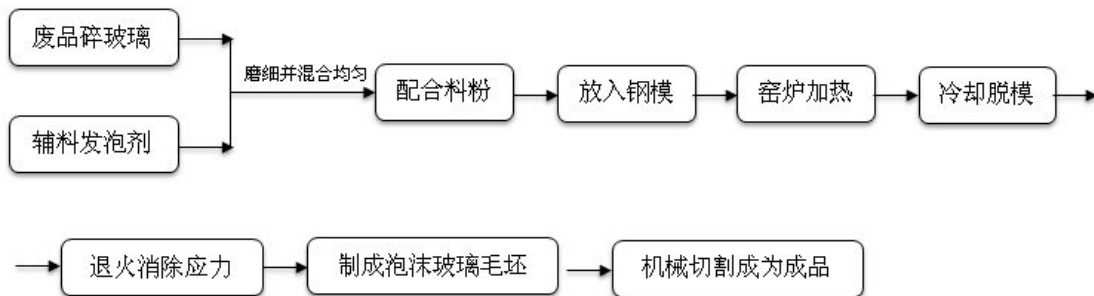 废品碎玻璃
辅料发泡剂
磨细并混合均匀
配合料粉
放入钢模
窑炉加热
冷却脱模
退火消除应力
制成泡沫玻璃毛坯
机械切割成为成品